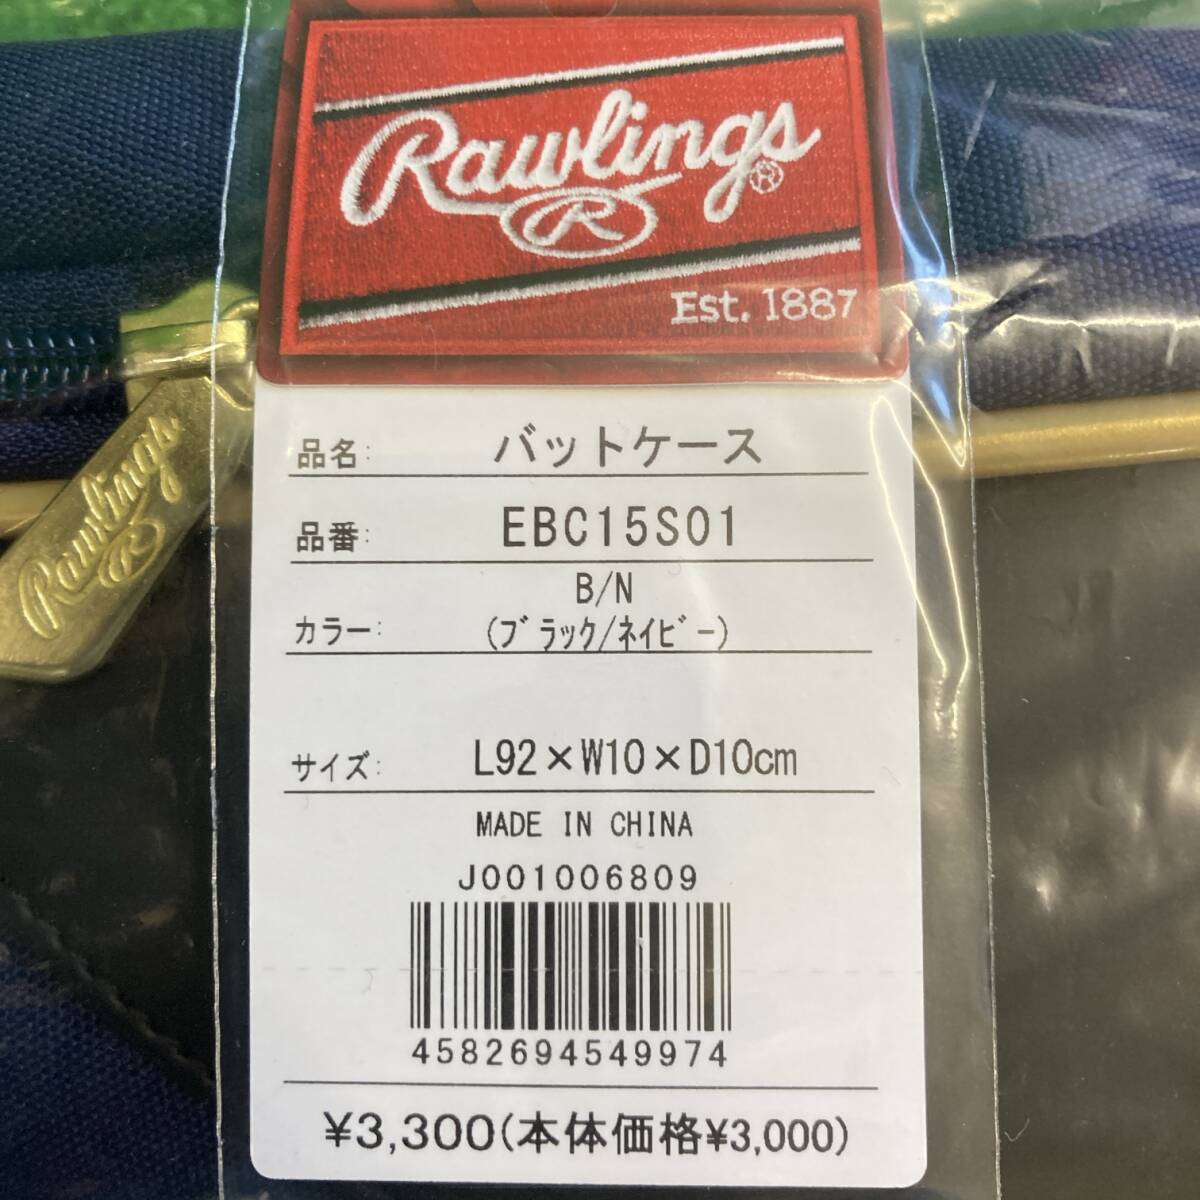 Rawlings®
R
Est. 1887
Rawlings
R
品名: バットケース
品番: EBC15S01
B/N
カラー: (ﾌﾞﾗｯｸ/ﾈｲﾋﾞｰ)
サイズ: L92×W10×D10cm
MADE IN CHINA
J001006809
4582694549974
¥3,300(本体価格¥3,000)